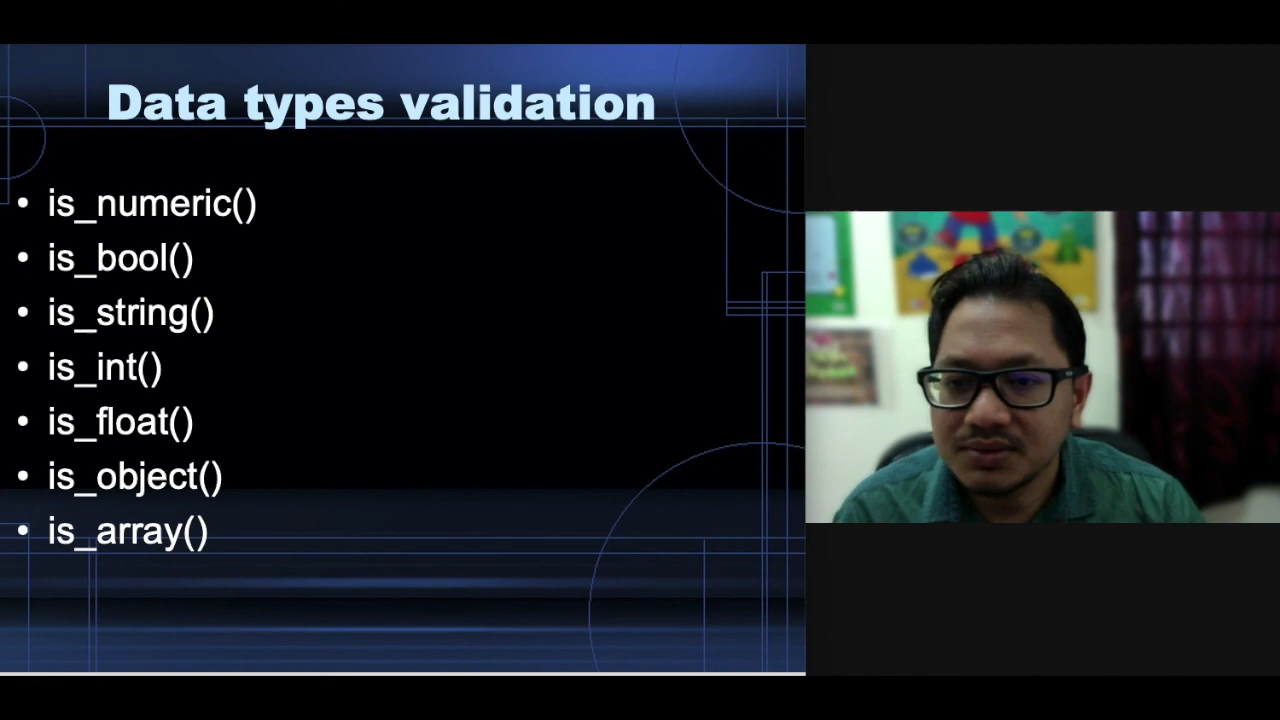 Data types validation
• is_numeric()
• is_bool()
• is_string()
• is_int()
• is_float()
• is_object()
• is_array()